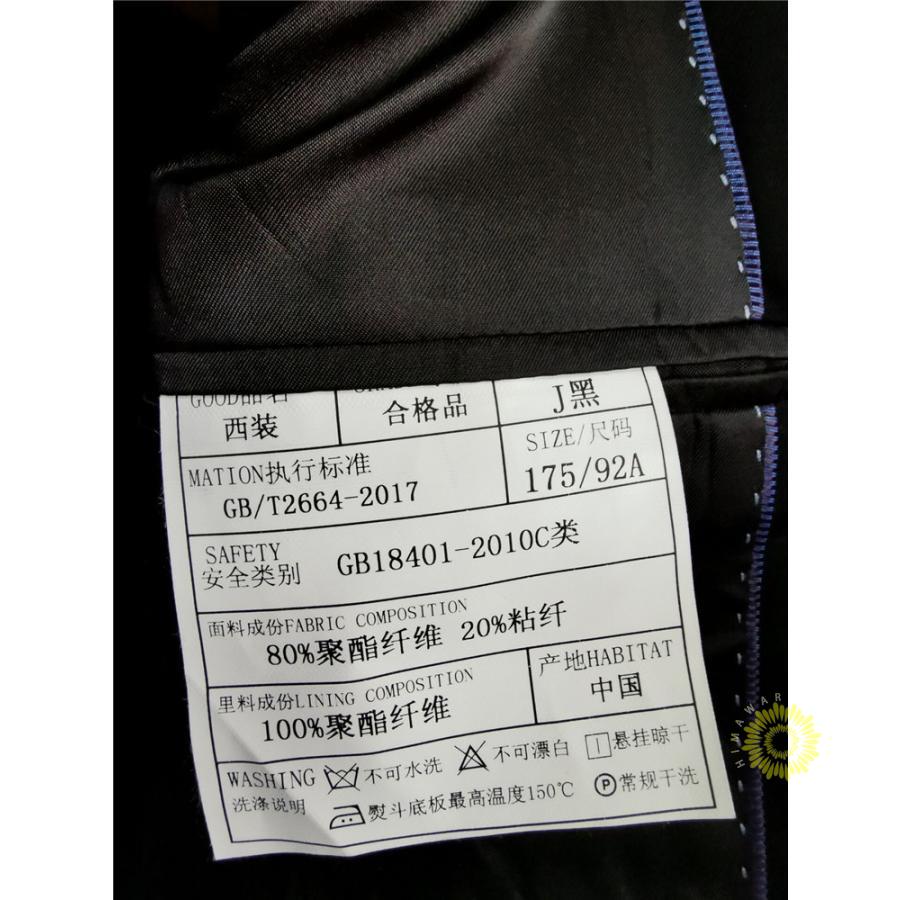 GOOD品名
西装
合格品
J黑
MATION执行标准
GB/T2664-2017
SIZE/尺码
175/92A
SAFETY
安全类别
GB18401-2010C类
面料成份FABRIC COMPOSITION
80%聚酯纤维 20%粘纤
里料成份LINING COMPOSITION
100%聚酯纤维
产地HABITAT
中国
WASHING
洗涤说明
不可水洗
不可漂白
悬挂晾干
熨斗底板最高温度150℃
P
常规干洗
HIMAWARI